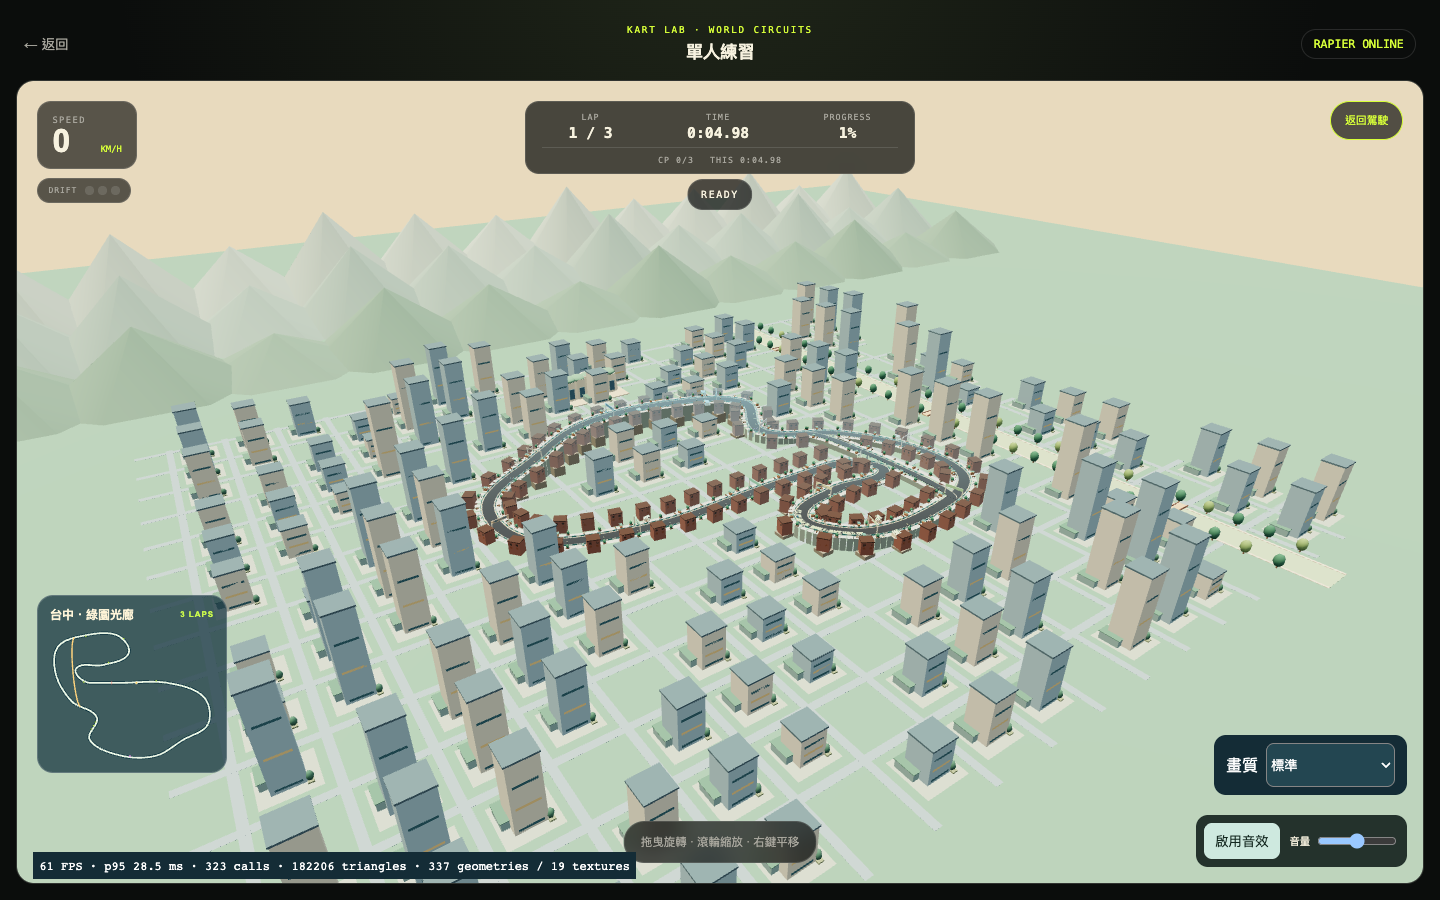 ← 返回
KART LAB · WORLD CIRCUITS
單人練習
RAPIER ONLINE
SPEED
0 KM/H
DRIFT
LAP TIME PROGRESS
1 / 3 0:04.98 1%
CP 0/3 THIS 0:04.98
READY
返回駕駛
台中 · 綠園光廊 3 LAPS
畫質 標準
拖曳旋轉 · 滾輪縮放 · 右鍵平移
啟用音效 音量
61 FPS · p95 28.5 ms · 323 calls · 182206 triangles · 337 geometries / 19 textures